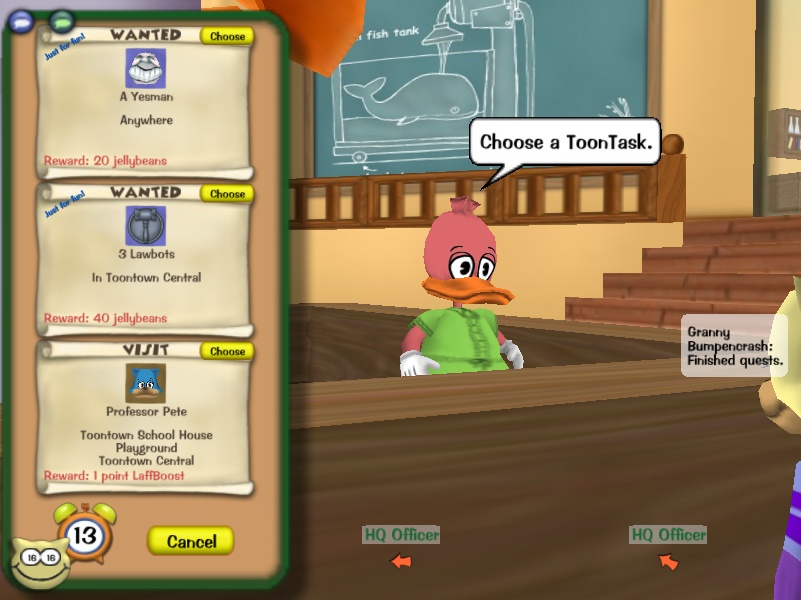 WANTED
Choose
Just for fun!
A Yesman
Anywhere
Reward: 20 jellybeans
WANTED
Choose
Just for fun!
3 Lawbots
In Toontown Central
Reward: 40 jellybeans
VISIT
Choose
Professor Pete
Toontown School House
Playground
Toontown Central
Reward: 1 point LaffBoost
13
Cancel
16 16
fish tank
Choose a ToonTask.
Granny
Bumpencrash:
Finished quests.
HQ Officer
HQ Officer